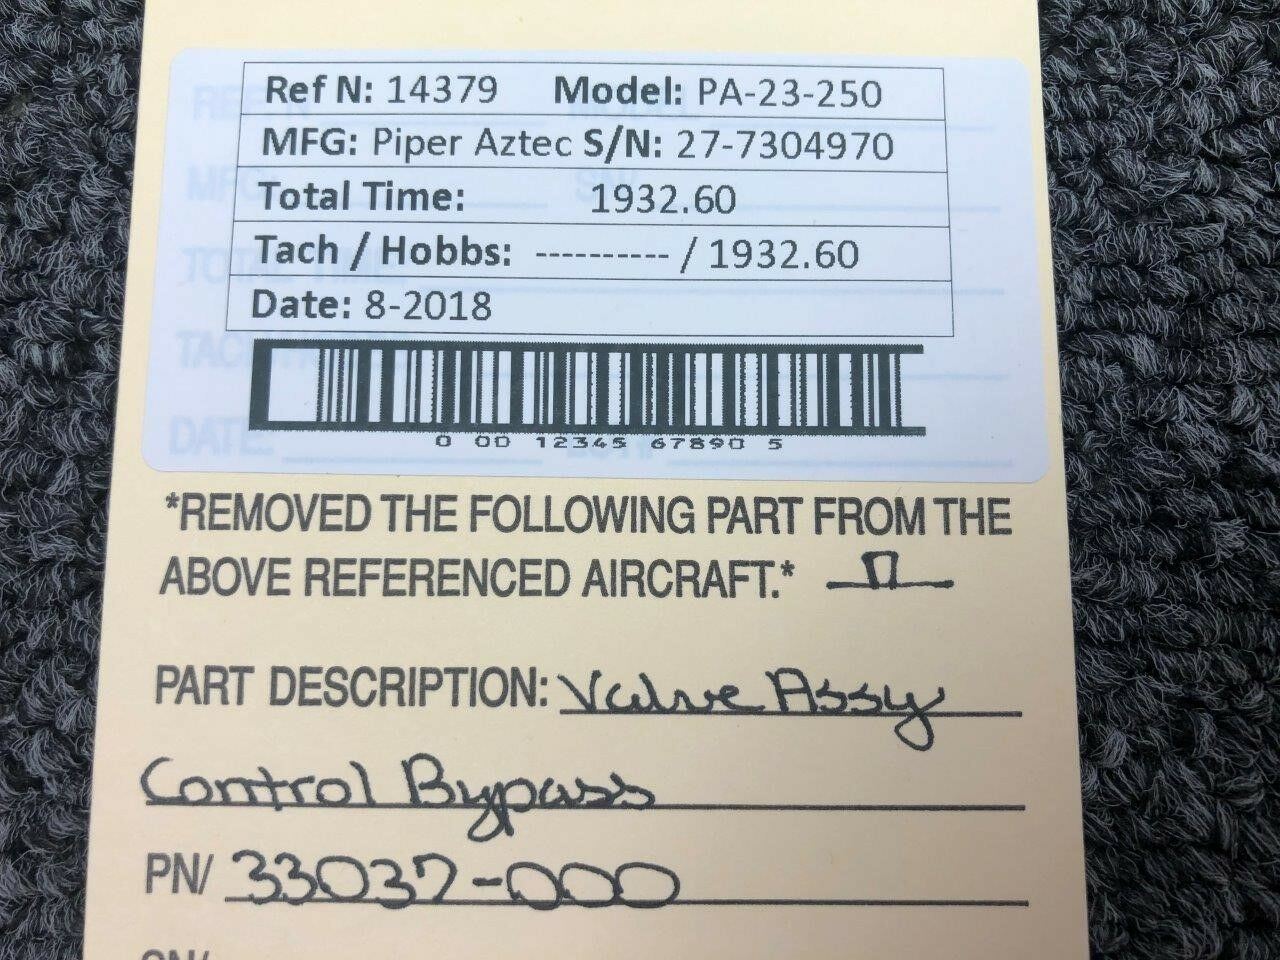 Ref N: 14379 Model: PA-23-250
MFG: Piper Aztec S/N: 27-7304970
Total Time: 1932.60
Tach / Hobbs: ---------- / 1932.60
Date: 8-2018
0 00 12345 67890 5
*REMOVED THE FOLLOWING PART FROM THE
ABOVE REFERENCED AIRCRAFT.*
PART DESCRIPTION: Valve Assy
Control Bypass
PN/ 33037-000